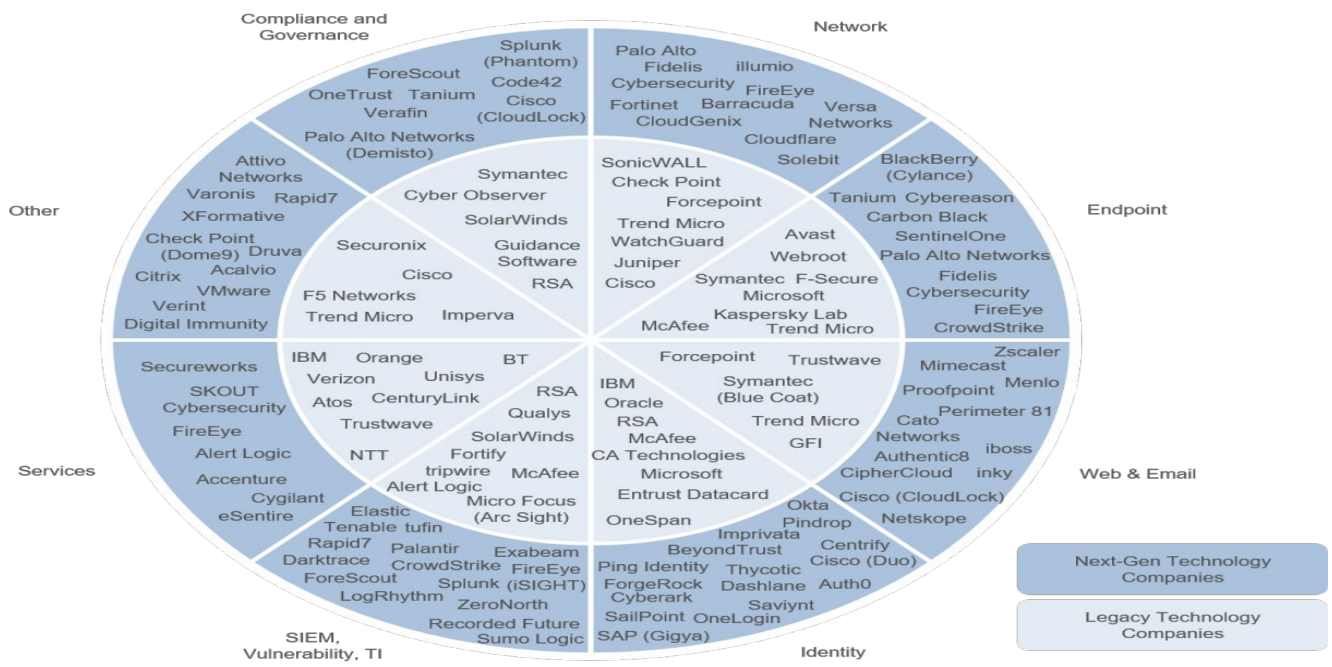 Compliance and
Governance
Splunk
(Phantom)
ForeScout
Code42
OneTrust Tanium
Cisco
(CloudLock)
Verafin
Palo Alto Networks
(Demisto)
Symantec
Cyber Observer
SolarWinds
Guidance
Software
RSA
Network
Palo Alto
Fidelis
Cybersecurity
illumio
FireEye
Fortinet
Barracuda
Versa
Networks
CloudGenix
Cloudflare
Solebit
SonicWALL
Check Point
Forcepoint
Trend Micro
WatchGuard
Juniper
Cisco
Endpoint
BlackBerry
(Cylance)
Tanium Cybereason
Carbon Black
SentinelOne
Palo Alto Networks
Fidelis
Cybersecurity
FireEye
CrowdStrike
Avast
Webroot
Symantec F-Secure
Microsoft
Kaspersky Lab
McAfee
Trend Micro
Other
Attivo
Networks
Varonis
Rapid7
XFormative
Check Point
(Dome9)
Druva
Citrix
Acalvio
VMware
Verint
Digital Immunity
Securonix
Cisco
F5 Networks
Trend Micro
Imperva
Services
Secureworks
SKOUT
Cybersecurity
FireEye
Alert Logic
Accenture
Cygilant
eSentire
IBM
Orange
BT
Verizon
Unisys
Atos
CenturyLink
Trustwave
NTT
Web & Email
Zscaler
Mimecast
Menlo
Proofpoint
Perimeter 81
Cato
Networks
iboss
Authentic8
CipherCloud
inky
Cisco (CloudLock)
Netskope
Forcepoint
Trustwave
Symantec
(Blue Coat)
Trend Micro
GFI
SIEM,
Vulnerability, TI
Elastic
Tenable
tufin
Rapid7
Palantir
Exabeam
Darktrace
CrowdStrike
FireEye
(iSIGHT)
ForeScout
Splunk
LogRhythm
ZeroNorth
Recorded Future
Sumo Logic
RSA
Qualys
SolarWinds
Fortify
tripwire
McAfee
Alert Logic
Micro Focus
(Arc Sight)
Identity
Okta
Pindrop
Imprivata
Centrify
BeyondTrust
Cisco (Duo)
Ping Identity
Thycotic
ForgeRock
Dashlane
Auth0
Cyberark
Saviynt
SailPoint
OneLogin
SAP (Gigya)
IBM
Oracle
RSA
McAfee
CA Technologies
Microsoft
Entrust Datacard
OneSpan
Next-Gen Technology
Companies
Legacy Technology
Companies